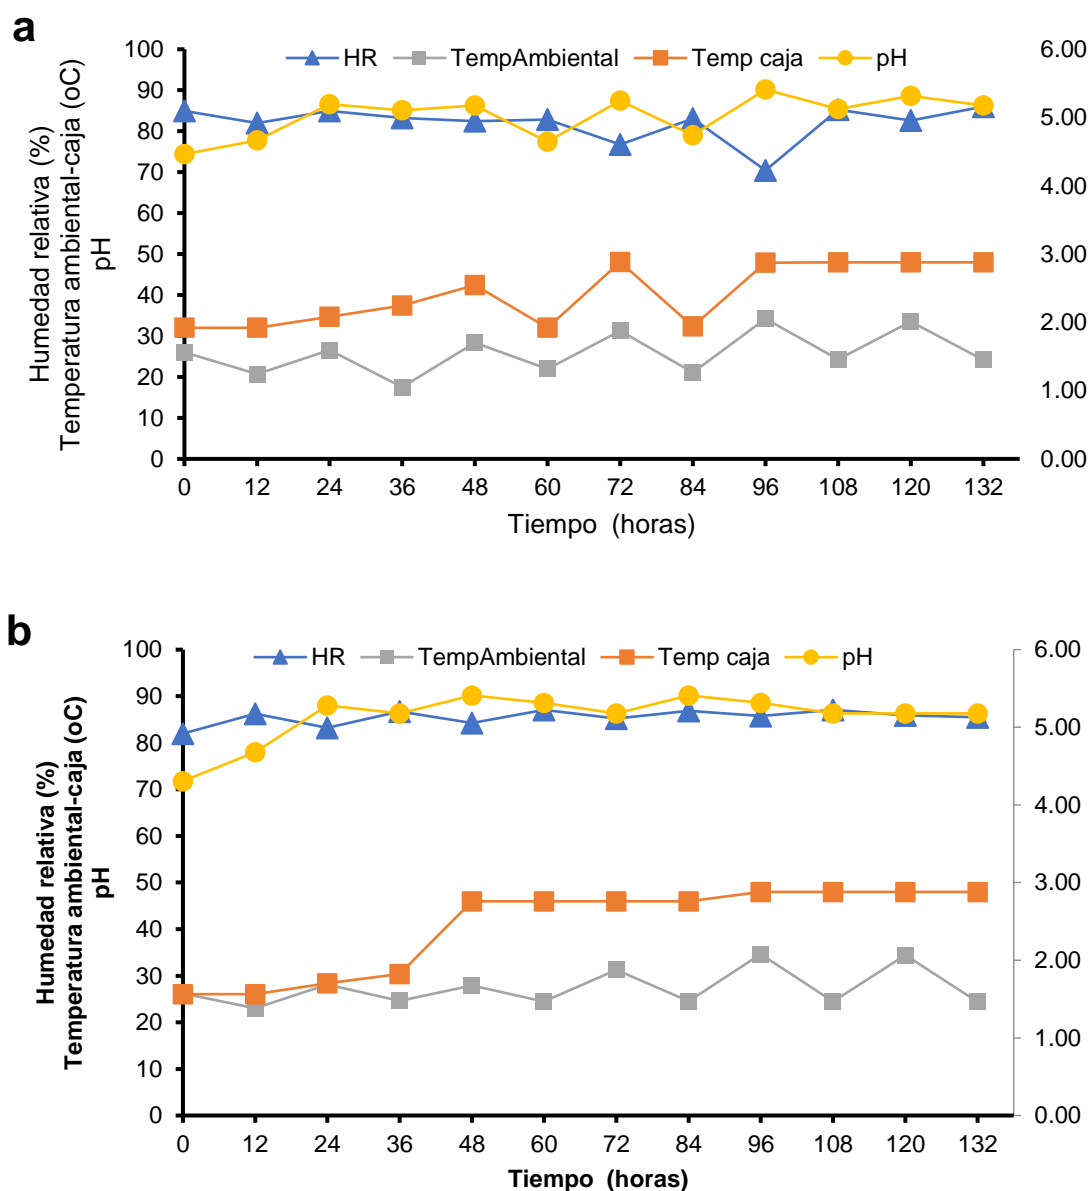 a
HR TempAmbiental Temp caja pH
Humedad relativa (%)
Temperatura ambiental-caja (oC)
pH
100
90
80
70
60
50
40
30
20
10
0
6.00
5.00
4.00
3.00
2.00
1.00
0.00
0 12 24 36 48 60 72 84 96 108 120 132
Tiempo (horas)
b
HR TempAmbiental Temp caja pH
Humedad relativa (%)
Temperatura ambiental-caja (oC)
pH
100
90
80
70
60
50
40
30
20
10
0
6.00
5.00
4.00
3.00
2.00
1.00
0.00
0 12 24 36 48 60 72 84 96 108 120 132
Tiempo (horas)